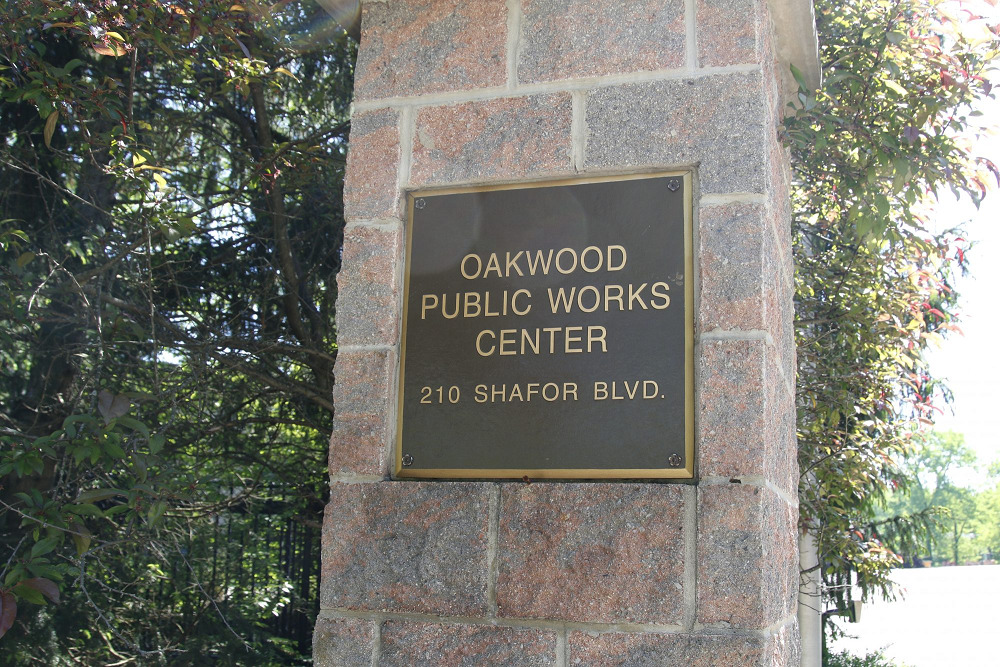 OAKWOOD
PUBLIC WORKS
CENTER
210 SHAFOR BLVD.